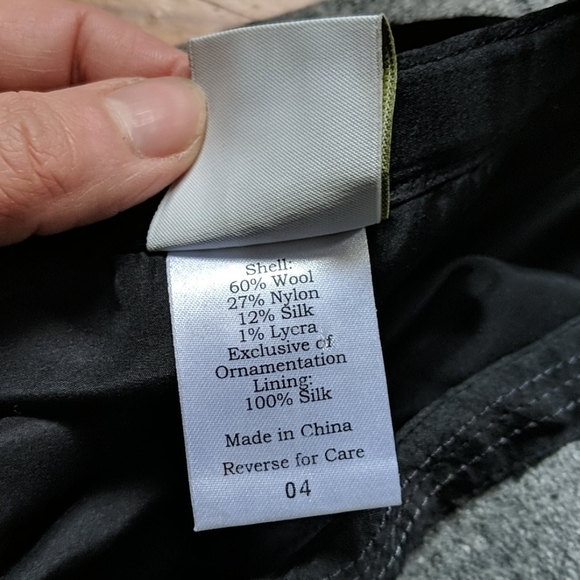 Shell:
60% Wool
27% Nylon
12% Silk
1% Lycra
Exclusive of
Ornamentation
Lining:
100% Silk
Made in China
Reverse for Care
04